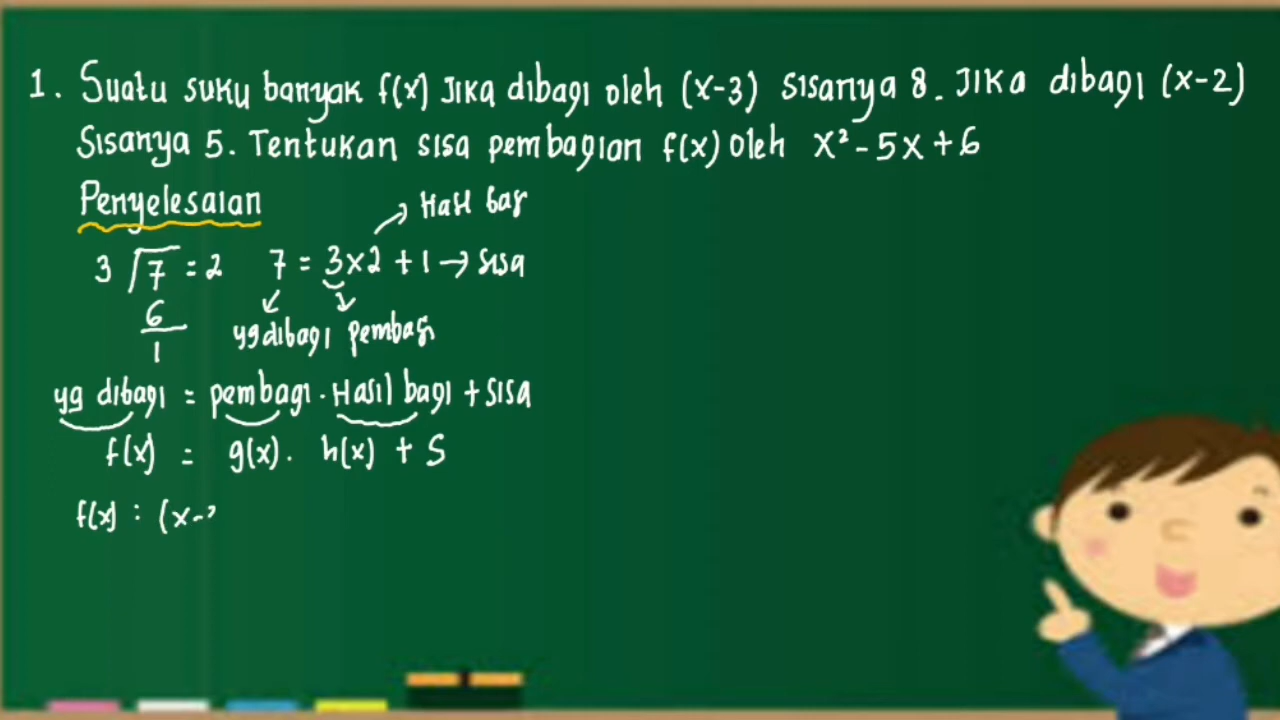 1. Suatu suku banyak f(x) Jika dibagi oleh (x-3) sisanya 8. Jika dibagi (x-2)
Sisanya 5. Tentukan sisa pembagian f(x) oleh x² - 5x + 6
Penyelesaian
Hasil bagi
3 √7 = 2 7 = 3x2 + 1 → sisa
6
1
yg dibagi pembagi
yg dibagi = pembagi . Hasil bagi + sisa
f(x) = g(x). h(x) + S
f(x) : (x-